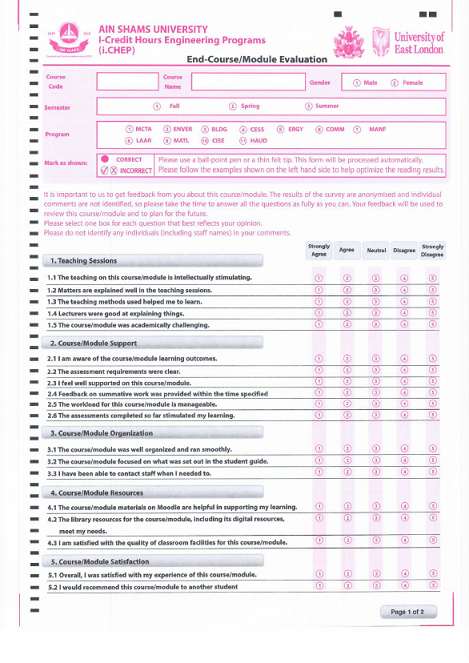 AIN SHAMS UNIVERSITY
I-Credit Hours Engineering Programs
(i.CHEP)
University of
East London
End-Course/Module Evaluation
Course
Code
Course
Name
Gender
1 Male 2 Female
Semester
1 Fall 2 Spring 3 Summer
Program
1 MCTA 2 ENVER 3 BLDG 4 CESS 5 ERGY 6 COMM 7 MANF
8 LAAR 9 MATL 10 CISE 11 HAUD
Mark as shown:
CORRECT Please use a ball-point pen or a thin felt tip. This form will be processed automatically.
INCORRECT Please follow the examples shown on the left hand side to help optimize the reading results.
It is important to us to get feedback from you about this course/module. The results of the survey are anonymised and individual
comments are not identified, so please take the time to answer all the questions as fully as you can. Your feedback will be used to
review this course/module and to plan for the future.
Please select one box for each question that best reflects your opinion.
Please do not identify any individuals (including staff names) in your comments.
Strongly Agree Agree Neutral Disagree Strongly Disagree
1. Teaching Sessions
1.1 The teaching on this course/module is intellectually stimulating. 1 2 3 4 5
1.2 Matters are explained well in the teaching sessions. 1 2 3 4 5
1.3 The teaching methods used helped me to learn. 1 2 3 4 5
1.4 Lecturers were good at explaining things. 1 2 3 4 5
1.5 The course/module was academically challenging. 1 2 3 4 5
2. Course/Module Support
2.1 I am aware of the course/module learning outcomes. 1 2 3 4 5
2.2 The assessment requirements were clear. 1 2 3 4 5
2.3 I feel well supported on this course/module. 1 2 3 4 5
2.4 Feedback on summative work was provided within the time specified 1 2 3 4 5
2.5 The workload for this course/module is manageable. 1 2 3 4 5
2.6 The assessments completed so far stimulated my learning. 1 2 3 4 5
3. Course/Module Organization
3.1 The course/module was well organized and ran smoothly. 1 2 3 4 5
3.2 The course/module focused on what was set out in the student guide. 1 2 3 4 5
3.3 I have been able to contact staff when I needed to. 1 2 3 4 5
4. Course/Module Resources
4.1 The course/module materials on Moodle are helpful in supporting my learning. 1 2 3 4 5
4.2 The library resources for the course/module, including its digital resources, 1 2 3 4 5
meet my needs.
4.3 I am satisfied with the quality of classroom facilities for this course/module. 1 2 3 4 5
5. Course/Module Satisfaction
5.1 Overall, I was satisfied with my experience of this course/module. 1 2 3 4 5
5.2 I would recommend this course/module to another student 1 2 3 4 5
Page 1 of 2